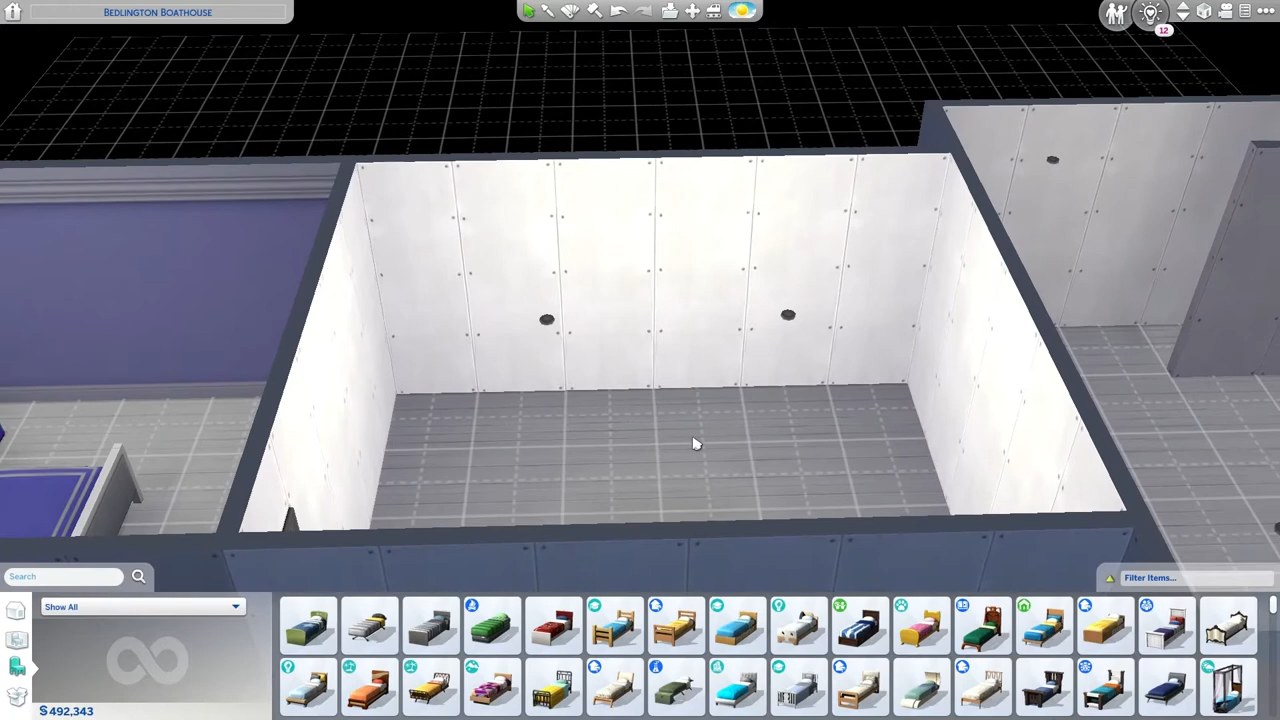 BEDLINGTON BOATHOUSE
12
Search
Filter Items...
Show All
§492,343